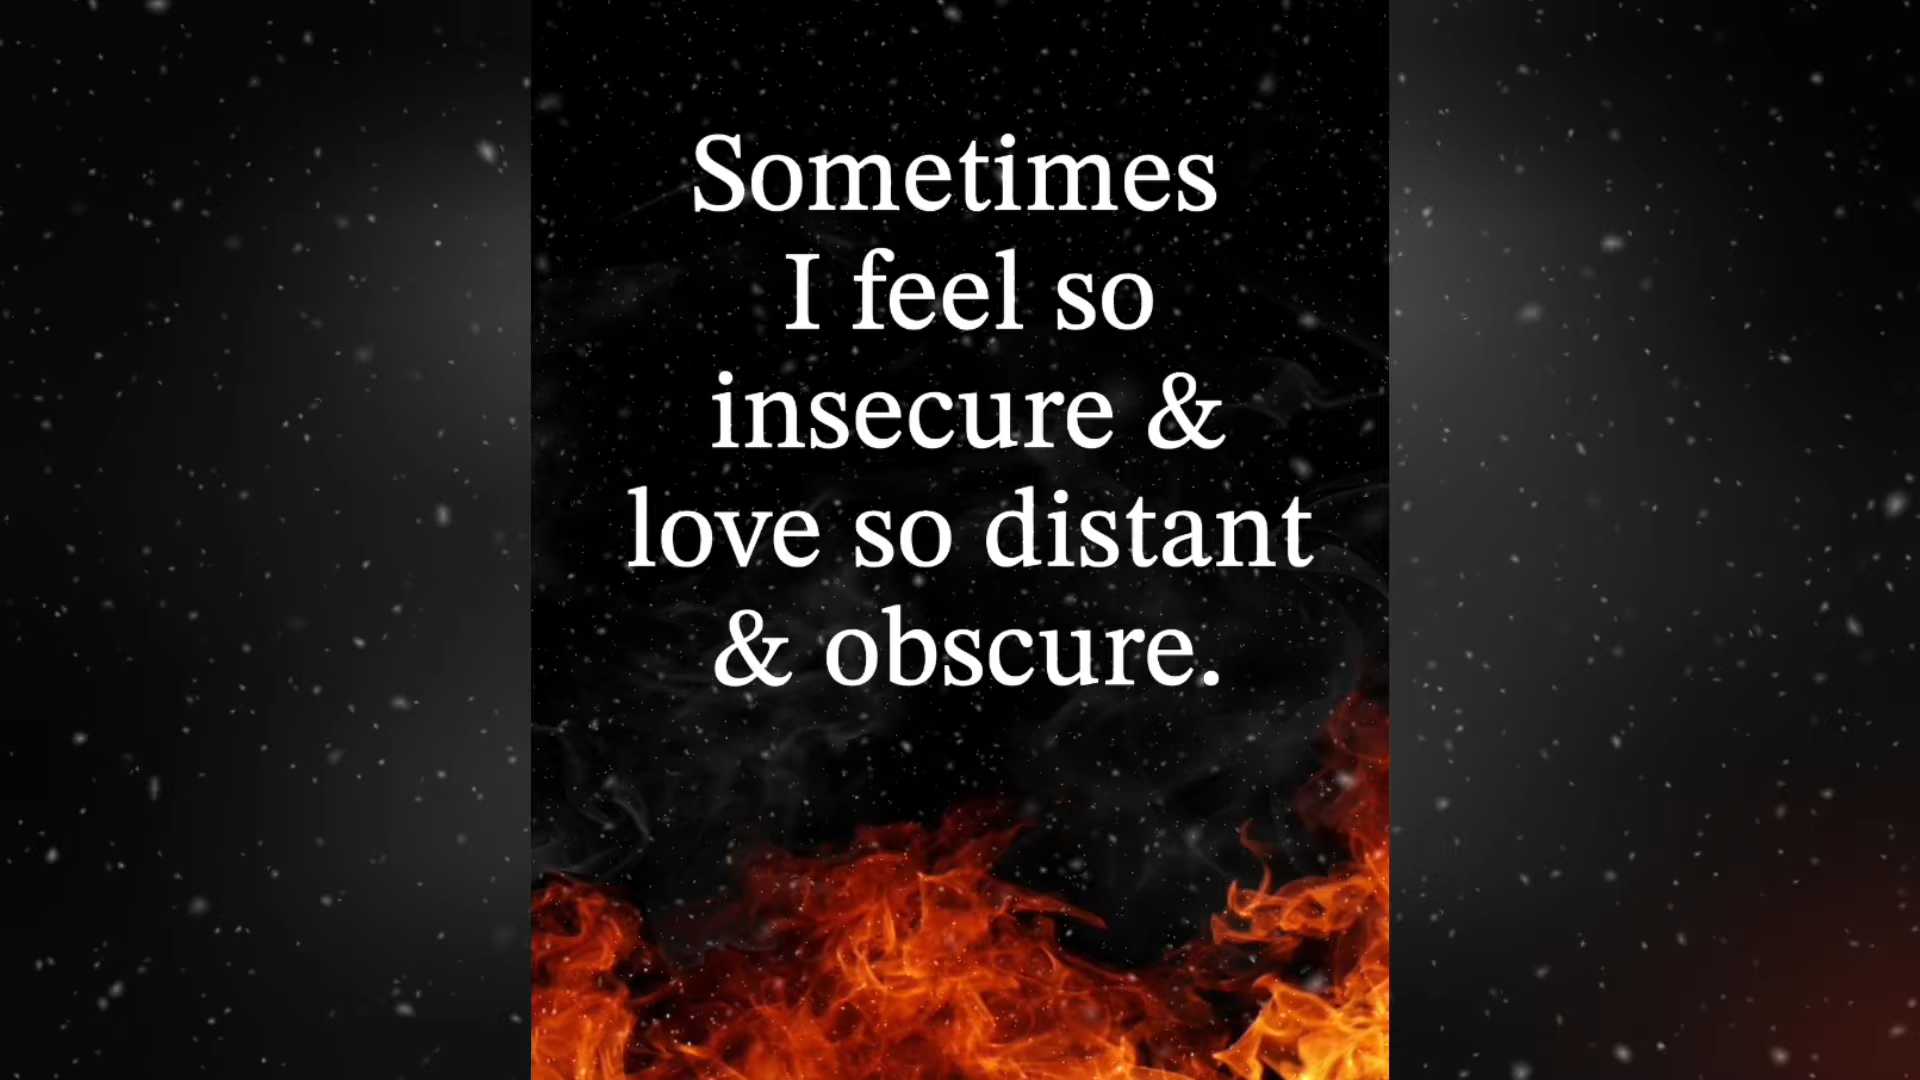 Sometimes
I feel so
insecure &
love so distant
& obscure.